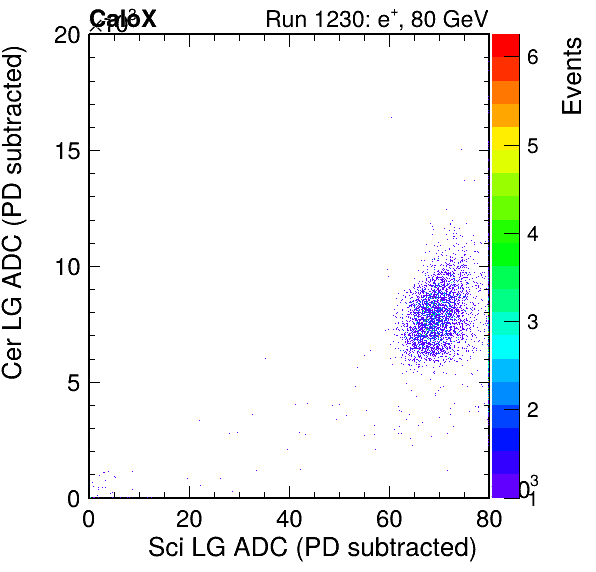 CaloX Run 1230: e+, 80 GeV
×10³
Cer LG ADC (PD subtracted)
Events
20
15
10
5
0
6
5
4
3
2
1
0 20 40 60 80
Sci LG ADC (PD subtracted)